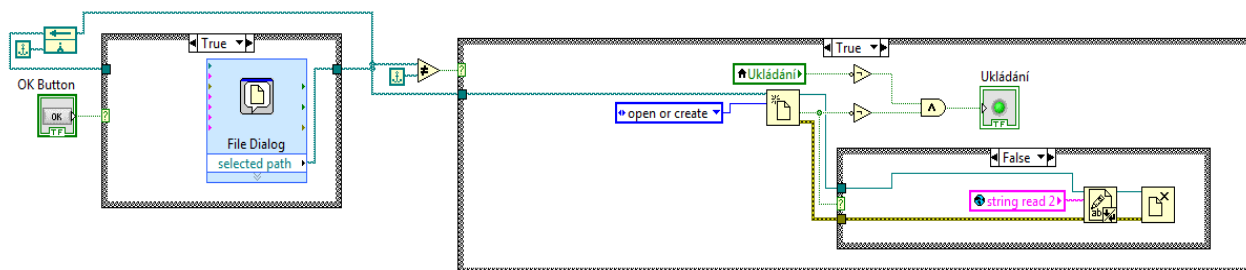 OK Button
OK
TF
True
File Dialog
selected path
True
Ukládání
open or create
Ukládání
TF
False
string read 2
ab